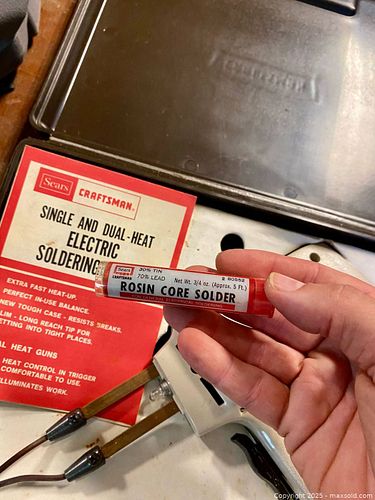 CRAFTSMAN
Sears
CRAFTSMAN.
SINGLE AND DUAL-HEAT
ELECTRIC
SOLDERING
EXTRA FAST HEAT-UP.
PERFECT IN-USE BALANCE.
NEW TOUGH CASE - RESISTS BREAKS.
SLIM - LONG REACH TIP FOR
GETTING INTO TIGHT PLACES.
AL HEAT GUNS
HEAT CONTROL IN TRIGGER
COMFORTABLE TO USE.
ILLUMINATES WORK.
Sears
CRAFTSMAN
30% TIN
70% LEAD
Net Wt. 3/4 oz. (Approx. 5 Ft.)
ROSIN CORE SOLDER
Copyright 2025 - maxsold.com